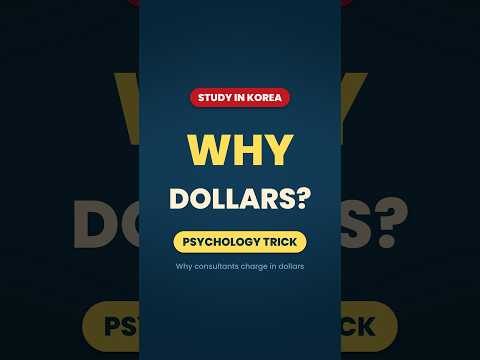 STUDY IN KOREA
WHY
DOLLARS?
PSYCHOLOGY TRICK
Why consultants charge in dollars